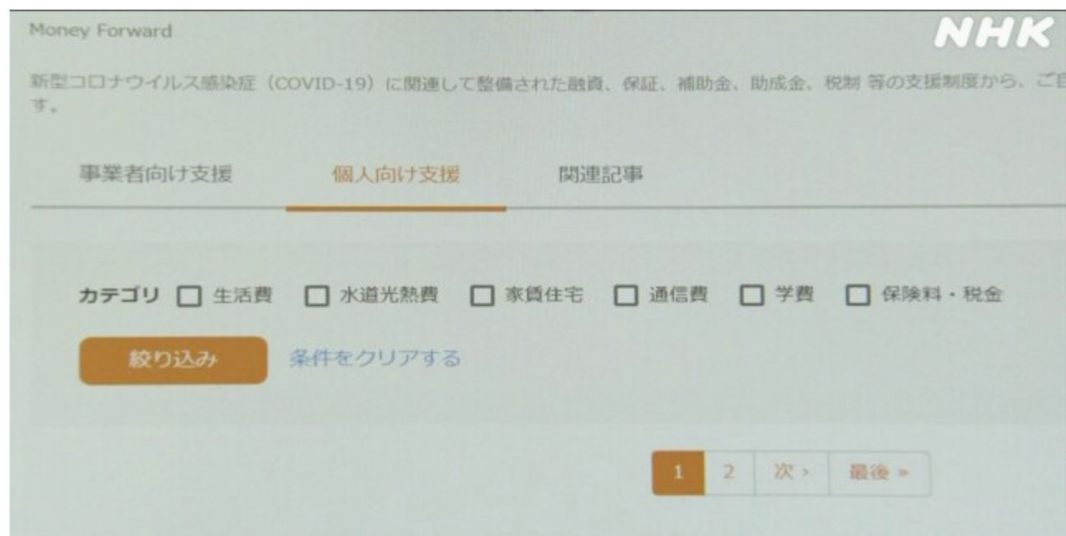 Money Forward
NHK
新型コロナウイルス感染症（COVID-19）に関連して整備された融資、保証、補助金、助成金、税制 等の支援制度から、ご自
す。
事業者向け支援 個人向け支援 関連記事
カテゴリ 生活費 水道光熱費 家賃住宅 通信費 学費 保険料・税金
絞り込み 条件をクリアする
1 2 次 › 最後 »